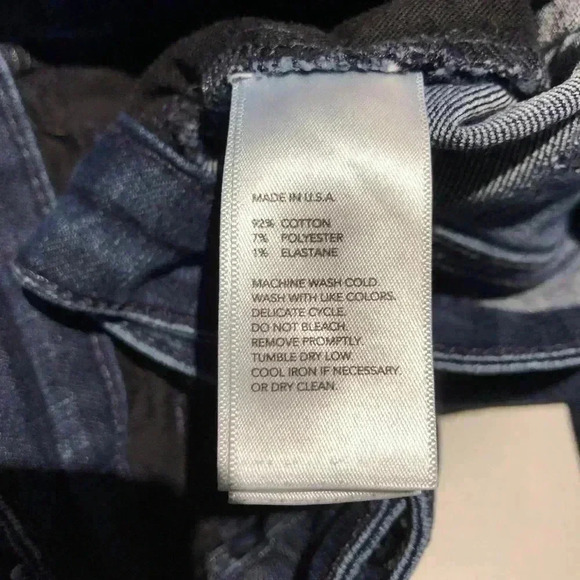 MADE IN U.S.A.
92% COTTON
7% POLYESTER
1% ELASTANE
MACHINE WASH COLD
WASH WITH LIKE COLORS.
DELICATE CYCLE.
DO NOT BLEACH.
REMOVE PROMPTLY.
TUMBLE DRY LOW.
COOL IRON IF NECESSARY.
OR DRY CLEAN.